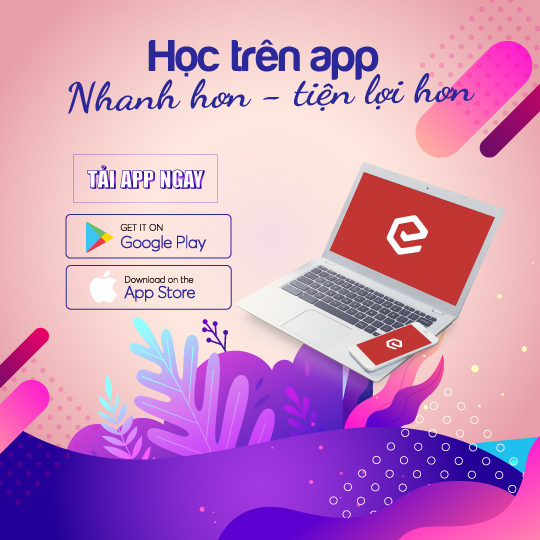 Học trên app
Nhanh hơn - tiện lợi hơn
TẢI APP NGAY
GET IT ON
Google Play
Download on the
App Store